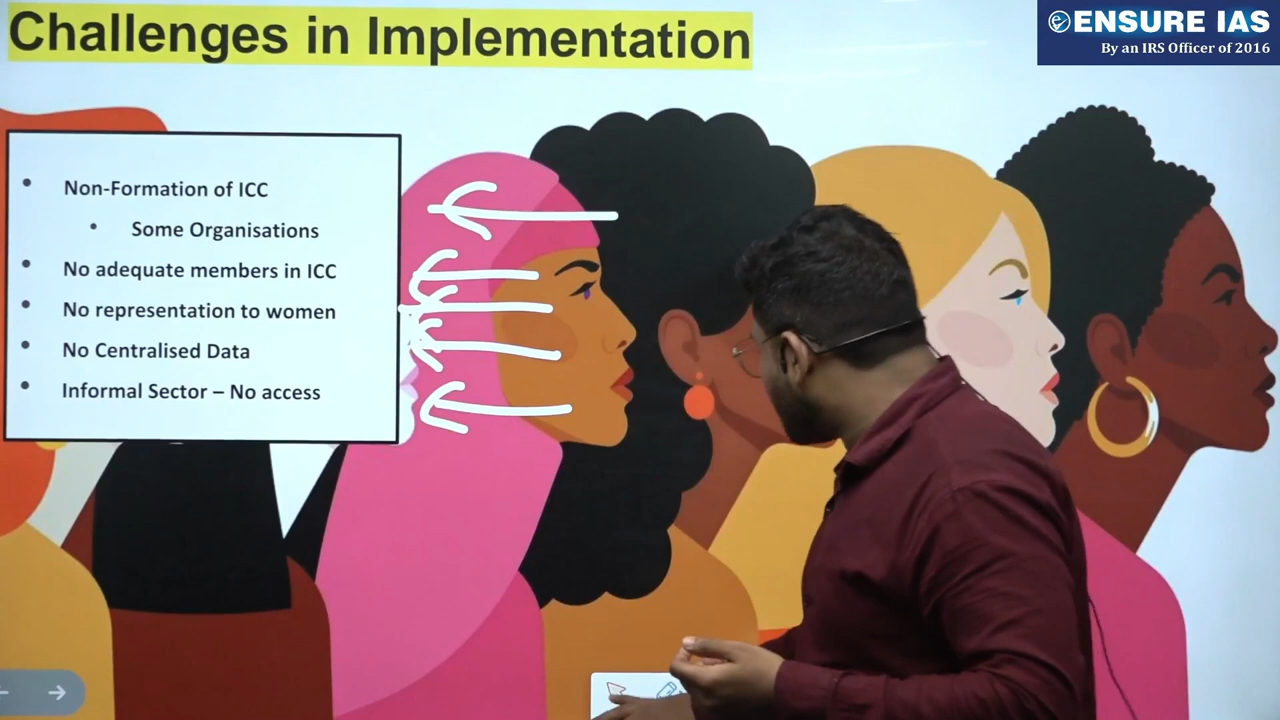 Challenges in Implementation
ENSURE IAS
By an IRS Officer of 2016
Non-Formation of ICC
Some Organisations
No adequate members in ICC
No representation to women
No Centralised Data
Informal Sector – No access